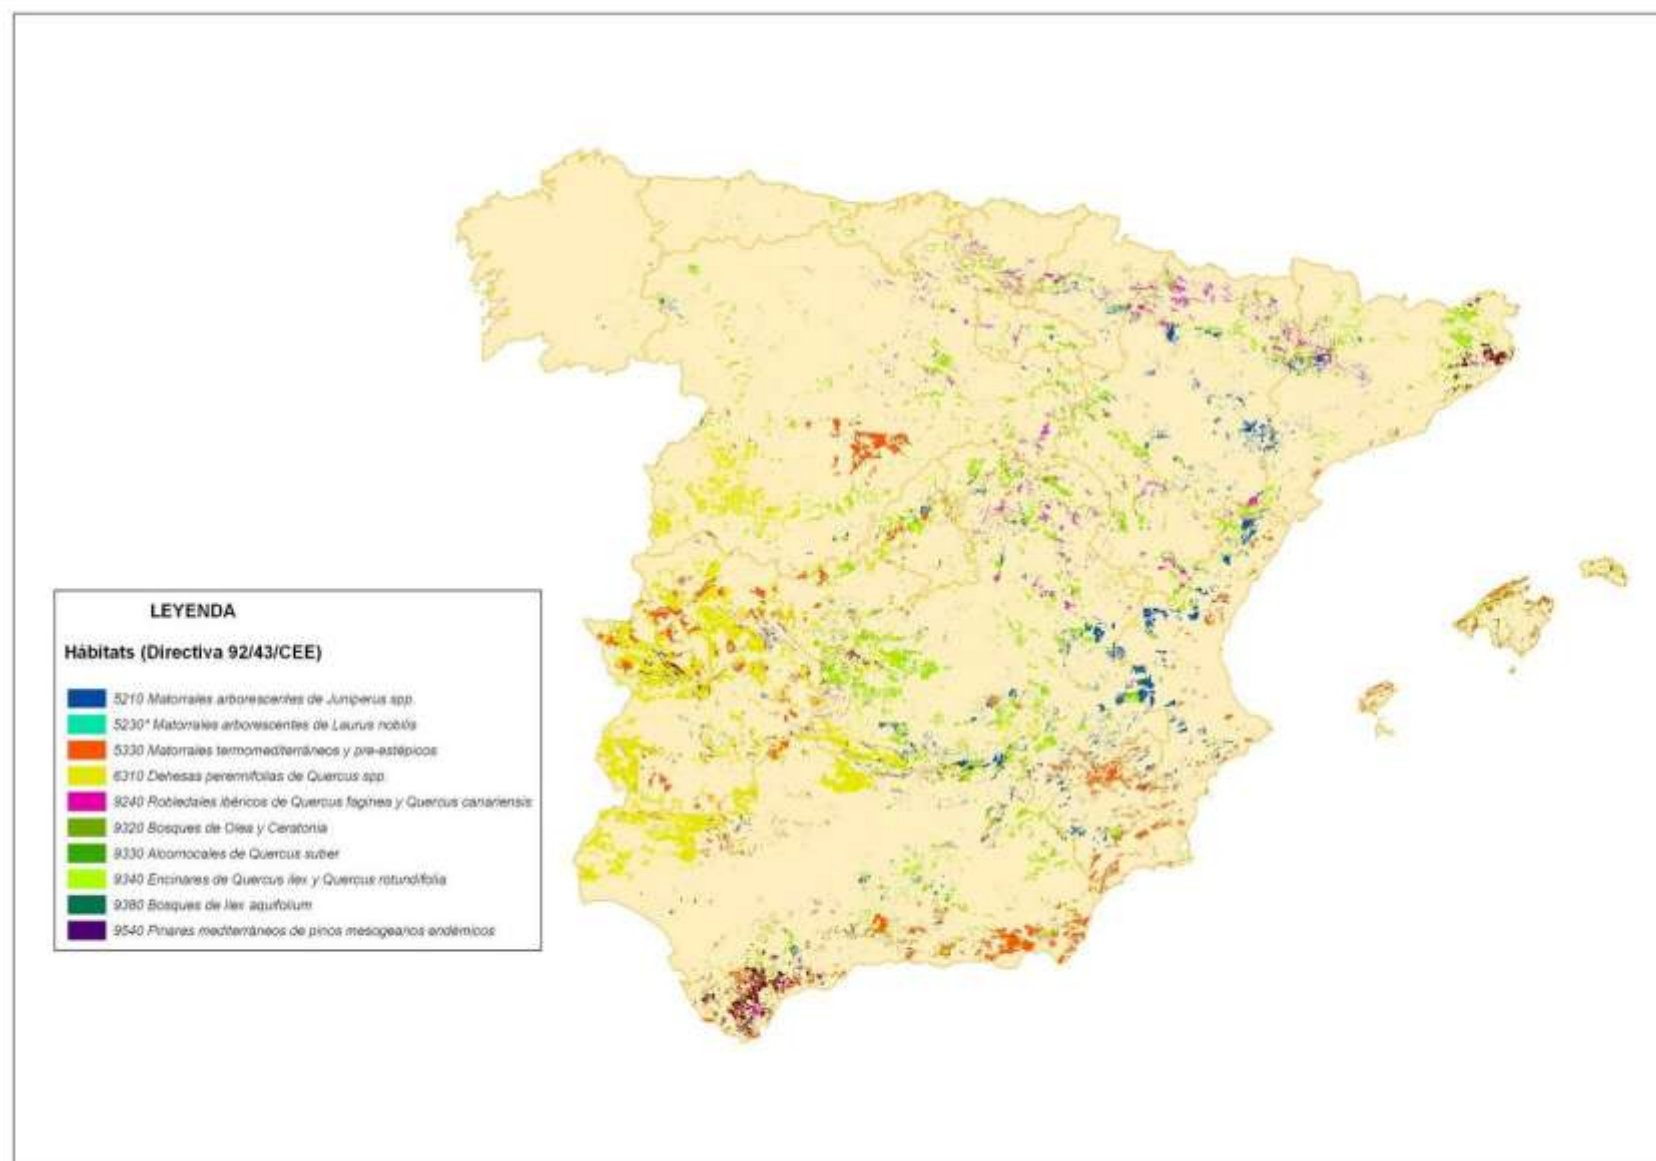 LEYENDA
Hábitats (Directiva 92/43/CEE)
5210 Matorrales arborescentes de Juniperus spp.
5230* Matorrales arborescentes de Laurus nobilis
5330 Matorrales termomediterráneos y pre-estépicos
6310 Dehesas perennifolias de Quercus spp.
9240 Robledales ibéricos de Quercus faginea y Quercus canariensis
9320 Bosques de Olea y Ceratonia
9330 Alcornocales de Quercus suber
9340 Encinares de Quercus ilex y Quercus rotundifolia
9380 Bosques de Ilex aquifolium
9540 Pinares mediterráneos de pinos mesogeanos endémicos